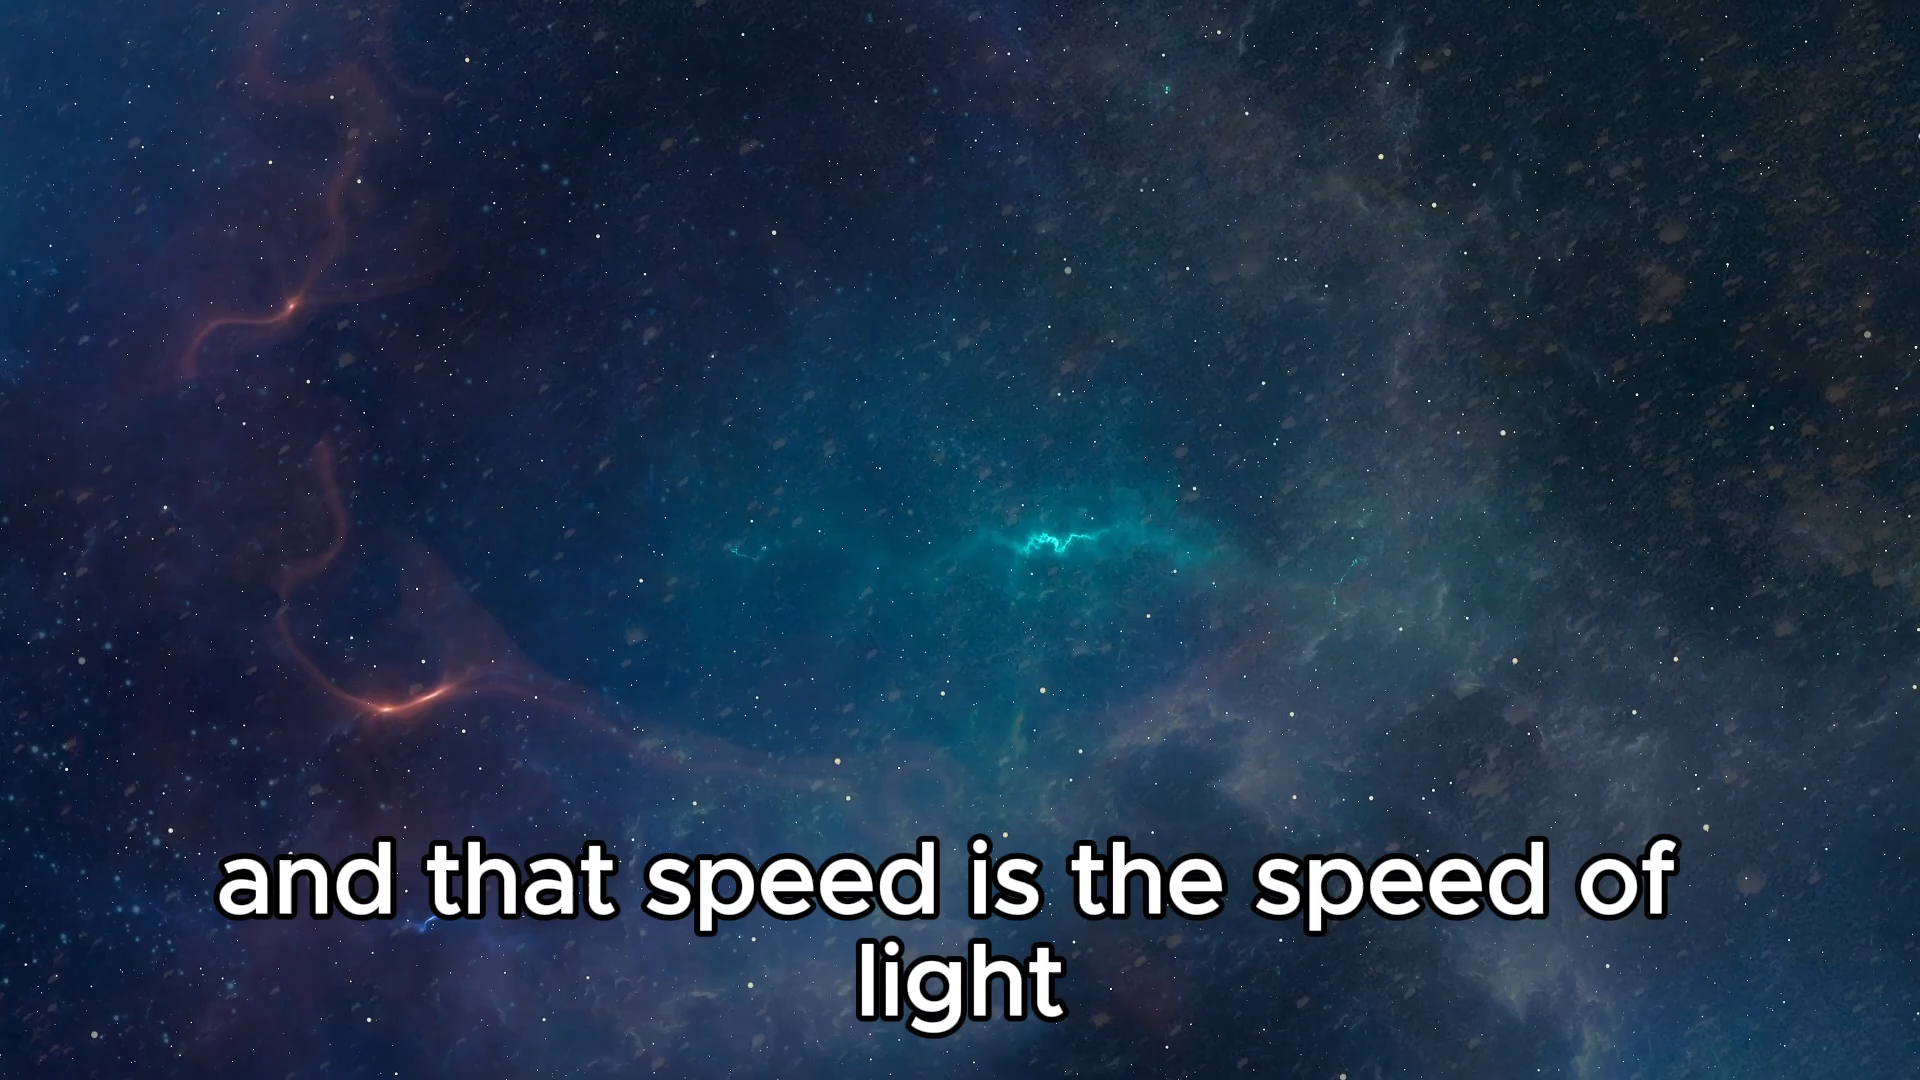 and that speed is the speed of
light